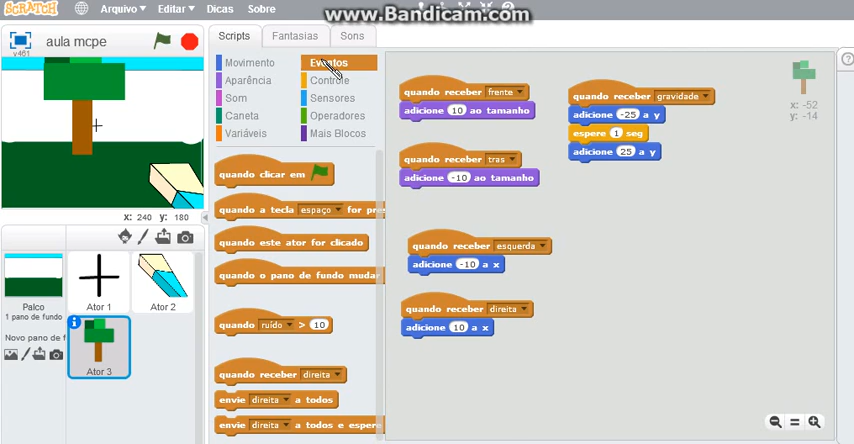 www.Bandicam.com
SCRATCH
Arquivo
Editar
Dicas
Sobre
aula mcpe
v461
x: 240 y: 180
Palco
1 pano de fundo
Novo pano de f
Ator 1
Ator 2
Ator 3
Scripts
Fantasias
Sons
Movimento
Aparência
Som
Caneta
Variáveis
Eventos
Controle
Sensores
Operadores
Mais Blocos
quando clicar em
quando a tecla espaço for pres
quando este ator for clicado
quando o pano de fundo mudar
quando ruído > 10
quando receber direita
envie direita a todos
envie direita a todos e espere
quando receber frente
adicione 10 ao tamanho
quando receber tras
adicione -10 ao tamanho
quando receber esquerda
adicione -10 a x
quando receber direita
adicione 10 a x
quando receber gravidade
adicione -25 a y
espere 1 seg
adicione 25 a y
x: -52
y: -14